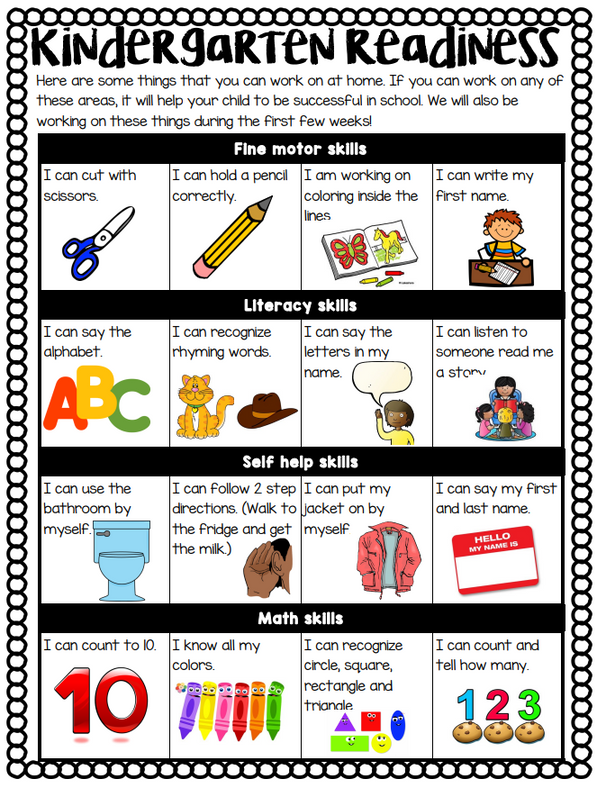 Kindergarten Readiness
Here are some things that you can work on at home. If you can work on any of
these areas, it will help your child to be successful in school. We will also be
working on these things during the first few weeks!
Fine motor skills
I can cut with
scissors.
I can hold a pencil
correctly.
I am working on
coloring inside the
lines
I can write my
first name.
Literacy skills
I can say the
alphabet.
ABC
I can recognize
rhyming words.
I can say the
letters in my
name.
I can listen to
someone read me
a story
Self help skills
I can use the
bathroom by
myself.
I can follow 2 step
directions. (Walk to
the fridge and get
the milk.)
I can put my
jacket on by
myself
I can say my first
and last name.
HELLO
MY NAME IS
Math skills
I can count to 10.
10
I know all my
colors.
I can recognize
circle, square,
rectangle and
triangle
I can count and
tell how many.
1 2 3